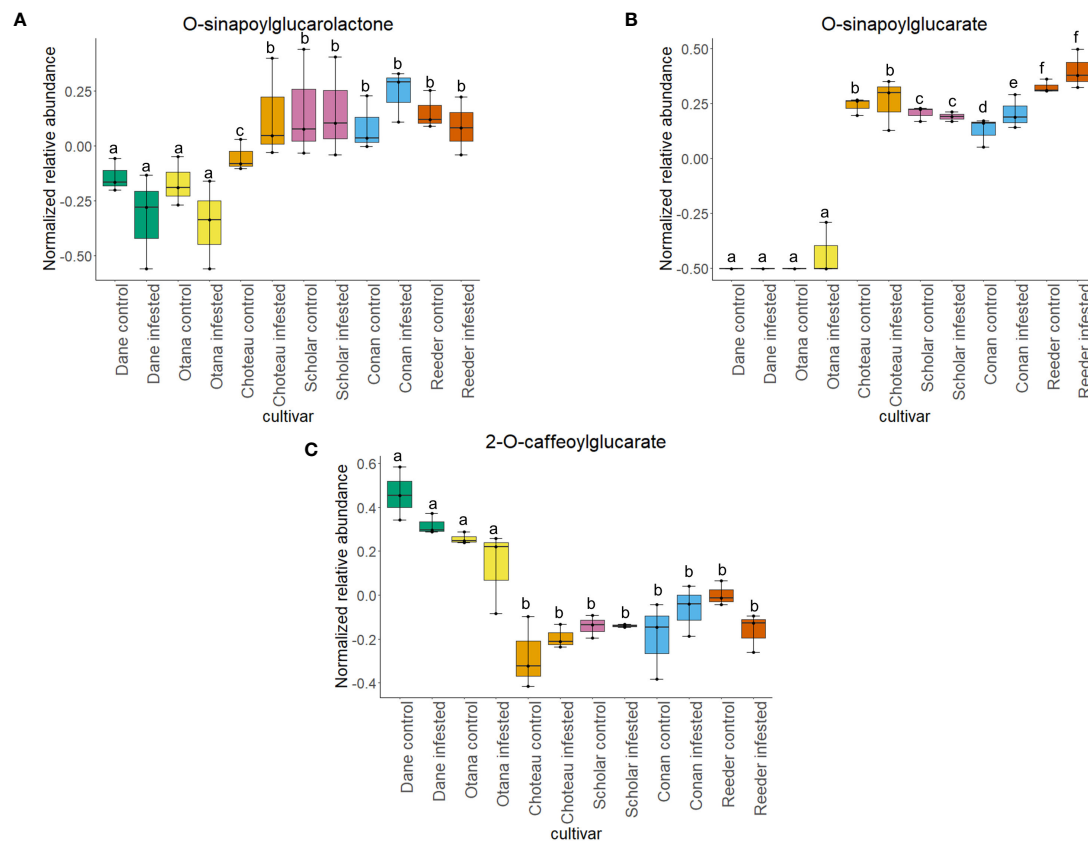 A
O-sinapoylglucarolactone
Normalized relative abundance
0.25
0.00
-0.25
-0.50
a a a a c b b b b b b b
Dane control
Dane infested
Otana control
Otana infested
Choteau control
Choteau infested
Scholar control
Scholar infested
Conan control
Conan infested
Reeder control
Reeder infested
cultivar
B
O-sinapoylglucarate
Normalized relative abundance
0.50
0.25
0.00
-0.25
-0.50
a a a a b b c c d e f f
Dane control
Dane infested
Otana control
Otana infested
Choteau control
Choteau infested
Scholar control
Scholar infested
Conan control
Conan infested
Reeder control
Reeder infested
cultivar
C
2-O-caffeoylglucarate
Normalized relative abundance
0.6
0.4
0.2
0.0
-0.2
-0.4
a a a a b b b b b b b b
Dane control
Dane infested
Otana control
Otana infested
Choteau control
Choteau infested
Scholar control
Scholar infested
Conan control
Conan infested
Reeder control
Reeder infested
cultivar